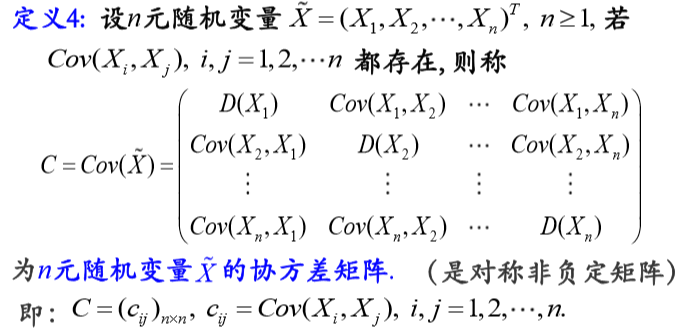 定义4: 设n元随机变量 X̃ = (X₁, X₂, ⋯, Xₙ)ᵀ, n ≥ 1, 若
Cov(Xᵢ, Xⱼ), i, j = 1, 2, ⋯ n 都存在, 则称
D(X₁) Cov(X₁, X₂) ⋯ Cov(X₁, Xₙ)
Cov(X₂, X₁) D(X₂) ⋯ Cov(X₂, Xₙ)
C = Cov(X̃) =
⋮ ⋮ ⋮ ⋮
Cov(Xₙ, X₁) Cov(Xₙ, X₂) ⋯ D(Xₙ)
为n元随机变量 X̃ 的协方差矩阵. (是对称非负定矩阵)
即: C = (cᵢⱼ)ₙ×ₙ, cᵢⱼ = Cov(Xᵢ, Xⱼ), i, j = 1, 2, ⋯, n.